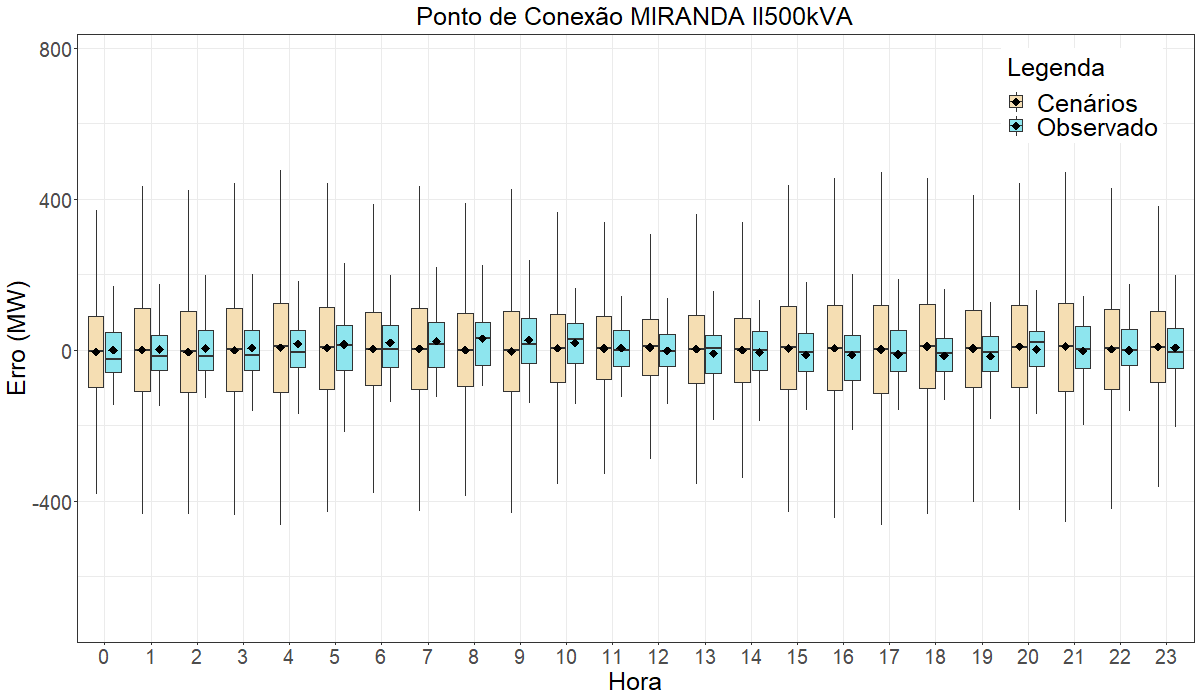 Ponto de Conexão MIRANDA II500kVA
Legenda
Cenários
Observado
Erro (MW)
800
400
0
-400
0 1 2 3 4 5 6 7 8 9 10 11 12 13 14 15 16 17 18 19 20 21 22 23
Hora